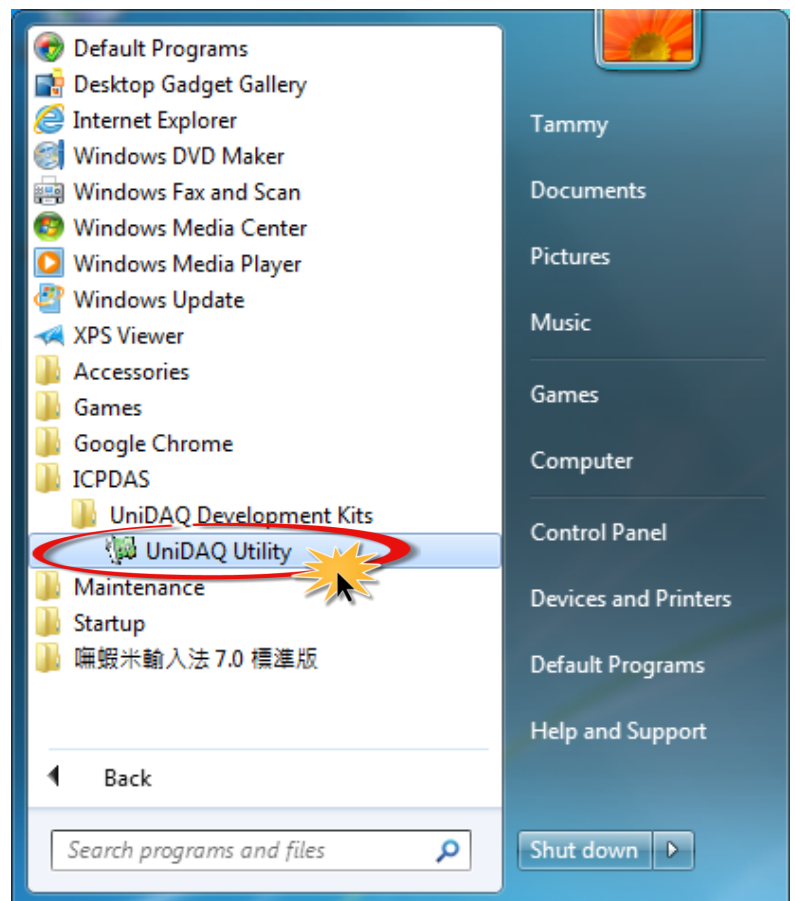 Default Programs
Desktop Gadget Gallery
Internet Explorer
Windows DVD Maker
Windows Fax and Scan
Windows Media Center
Windows Media Player
Windows Update
XPS Viewer
Accessories
Games
Google Chrome
ICPDAS
UniDAQ Development Kits
UniDAQ Utility
Maintenance
Startup
嘸蝦米輸入法 7.0 標準版
Back
Search programs and files
Tammy
Documents
Pictures
Music
Games
Computer
Control Panel
Devices and Printers
Default Programs
Help and Support
Shut down